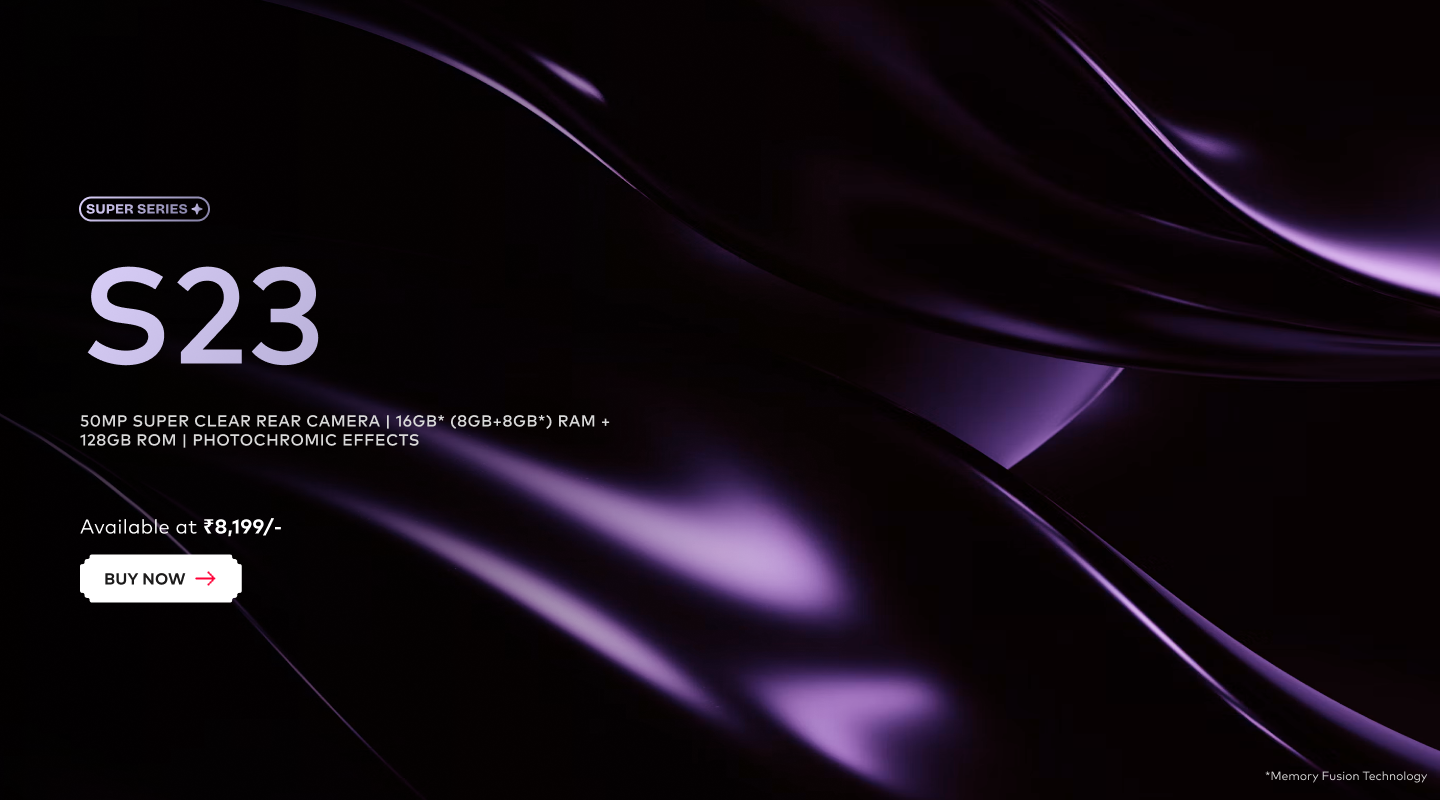 SUPER SERIES
S23
50MP SUPER CLEAR REAR CAMERA | 16GB* (8GB+8GB*) RAM +
128GB ROM | PHOTOCHROMIC EFFECTS
Available at ₹8,199/-
BUY NOW
*Memory Fusion Technology